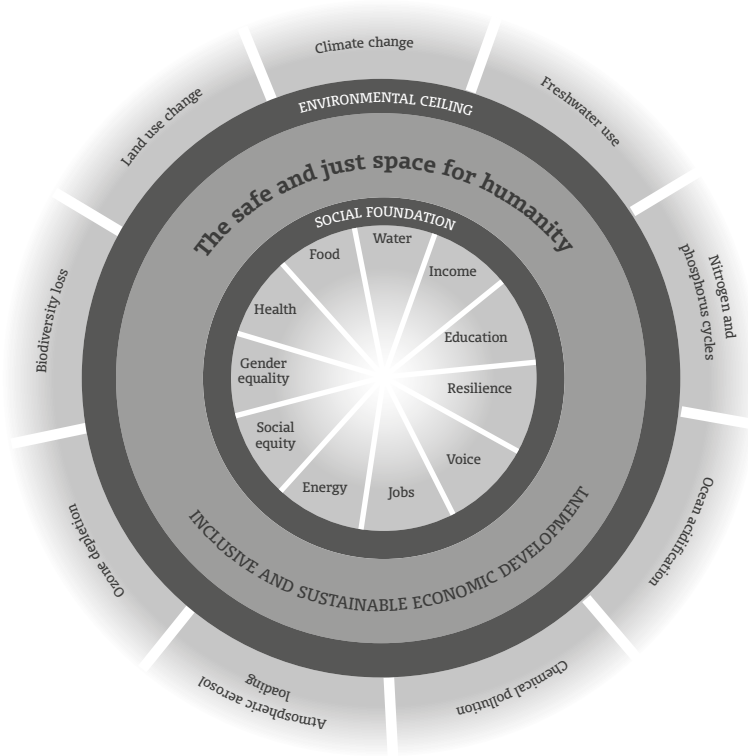 Climate change
Freshwater use
Nitrogen and
phosphorus cycles
Ocean acidification
Chemical pollution
Atmospheric aerosol
loading
Ozone depletion
Biodiversity loss
Land use change
ENVIRONMENTAL CEILING
The safe and just space for humanity
SOCIAL FOUNDATION
Water
Income
Education
Resilience
Voice
Jobs
Energy
Social
equity
Gender
equality
Health
Food
INCLUSIVE AND SUSTAINABLE ECONOMIC DEVELOPMENT